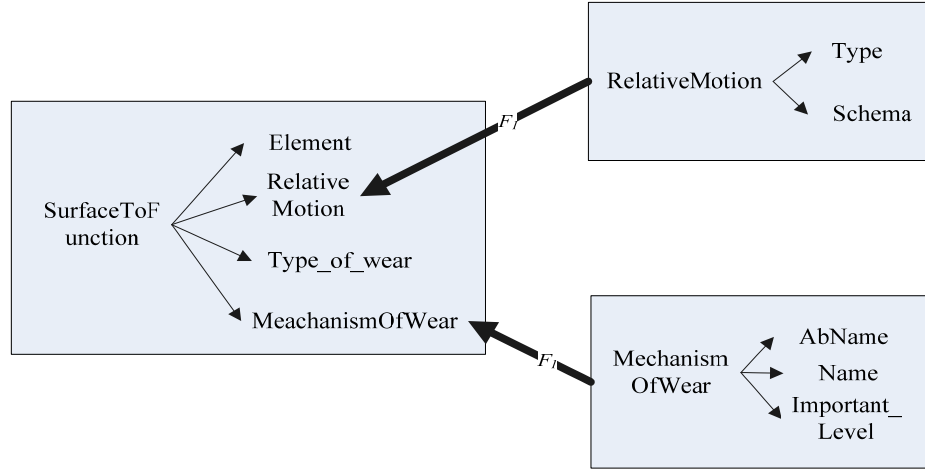 SurfaceToF
unction
Element
Relative
Motion
Type_of_wear
MeachanismOfWear
F1
RelativeMotion
Type
Schema
F1
Mechanism
OfWear
AbName
Name
Important_
Level